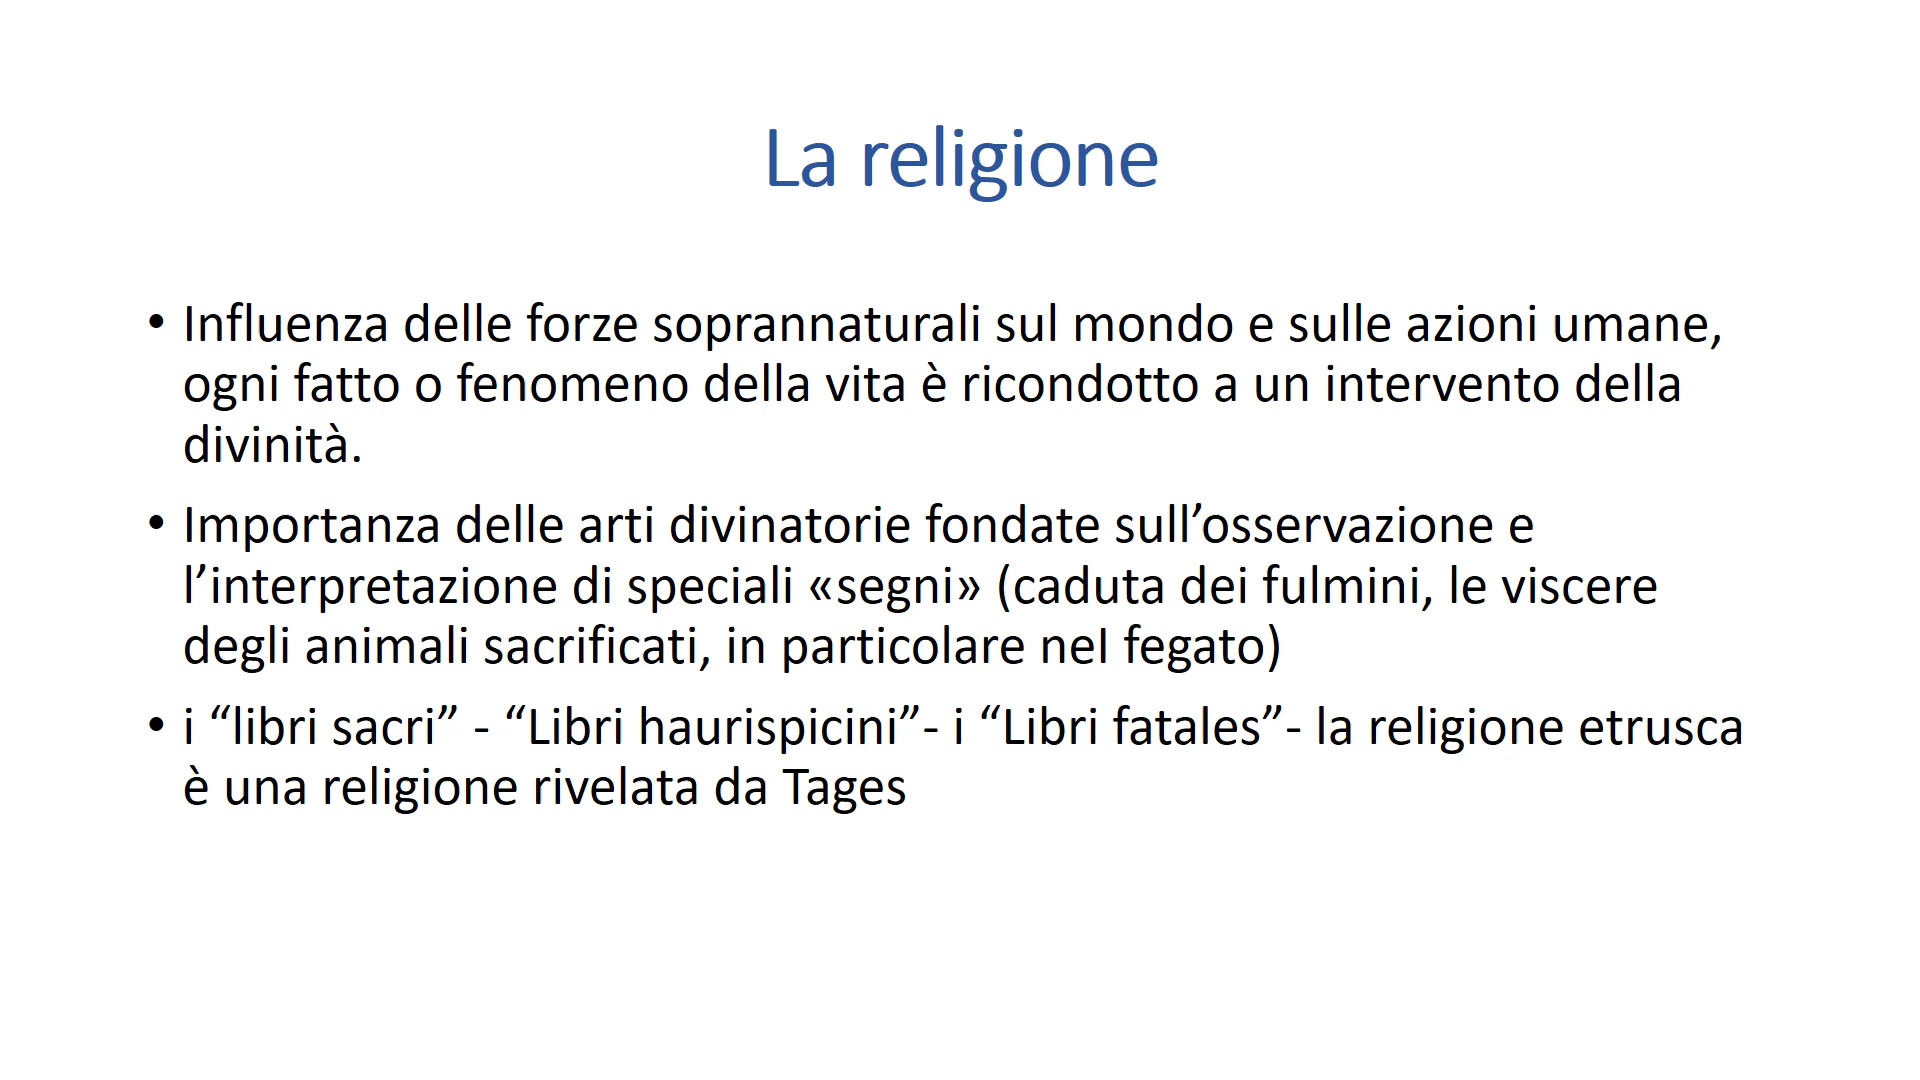 La religione
• Influenza delle forze soprannaturali sul mondo e sulle azioni umane,
ogni fatto o fenomeno della vita è ricondotto a un intervento della
divinità.
• Importanza delle arti divinatorie fondate sull’osservazione e
l’interpretazione di speciali «segni» (caduta dei fulmini, le viscere
degli animali sacrificati, in particolare nel fegato)
• i “libri sacri” - “Libri haurispicini”- i “Libri fatales”- la religione etrusca
è una religione rivelata da Tages